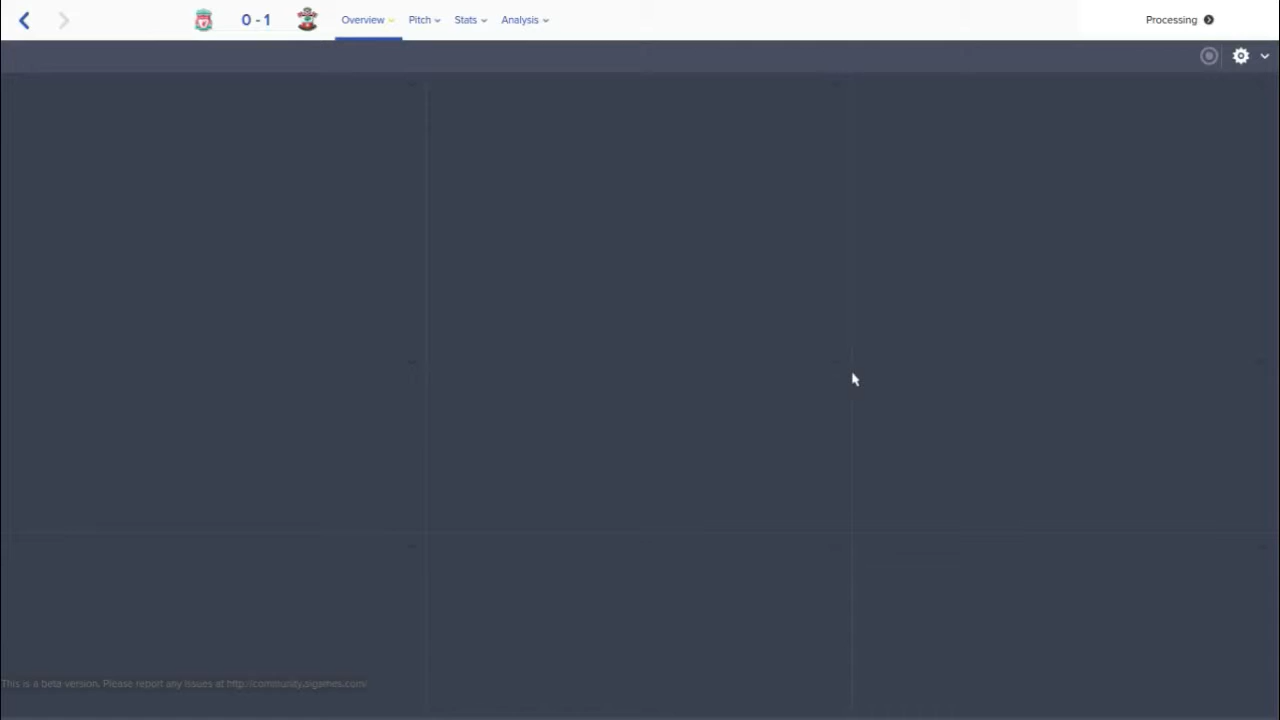 0 - 1
Overview
Pitch
Stats
Analysis
Processing
This is a beta version. Please report any issues at http://community.sigames.com/